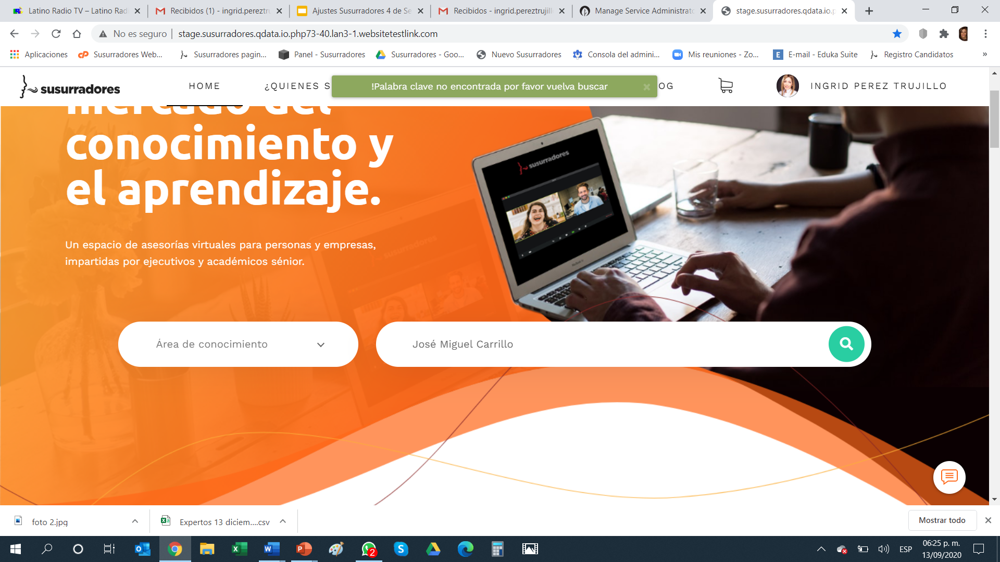 Latino Radio TV – Latino Radi
Recibidos (1) - ingrid.pereztru
Ajustes Susurradores 4 de Se
Recibidos - ingrid.pereztrujill
Manage Service Administrato
stage.susurradores.qdata.io.p
No es seguro
stage.susurradores.qdata.io.php73-40.lan3-1.websitetestlink.com
Aplicaciones
Susurradores Web...
Susurradores pagin...
Panel - Susurradores
Susurradores - Goo...
Nuevo Susurradores
Consola del admini...
Mis reuniones - Zo...
E-mail - Eduka Suite
Registro Candidatos
»
susurradores
HOME
¿QUIENES S
!Palabra clave no encontrada por favor vuelva buscar
×
OG
INGRID PEREZ TRUJILLO
mercado del
conocimiento y
el aprendizaje.
susurradores
Un espacio de asesorías virtuales para personas y empresas,
impartidas por ejecutivos y académicos sénior.
Área de conocimiento
José Miguel Carrillo
foto 2.jpg
Expertos 13 diciem....csv
Mostrar todo
2
ESP
06:25 p. m.
13/09/2020